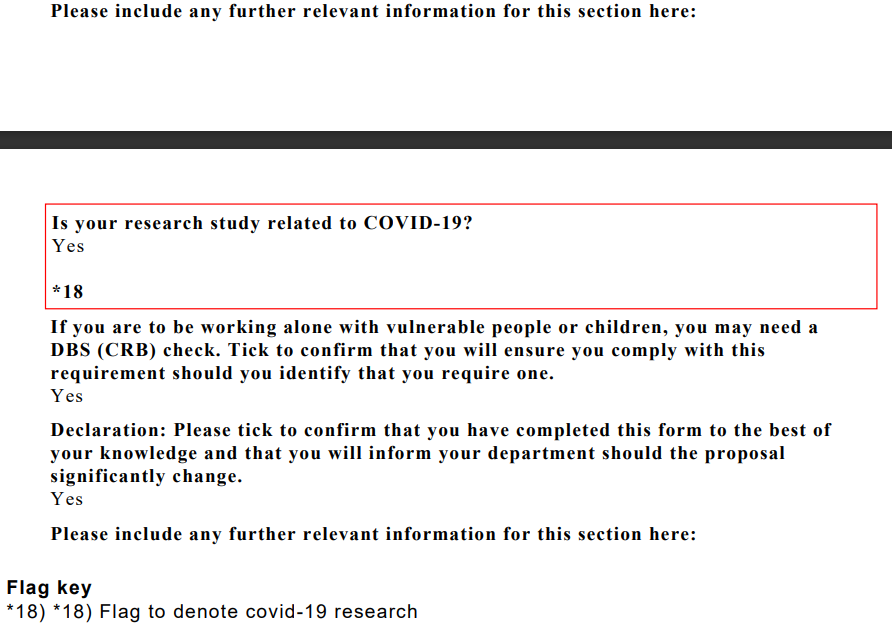 Please include any further relevant information for this section here:
Is your research study related to COVID-19?
Yes
*18
If you are to be working alone with vulnerable people or children, you may need a
DBS (CRB) check. Tick to confirm that you will ensure you comply with this
requirement should you identify that you require one.
Yes
Declaration: Please tick to confirm that you have completed this form to the best of
your knowledge and that you will inform your department should the proposal
significantly change.
Yes
Please include any further relevant information for this section here:
Flag key
*18) *18) Flag to denote covid-19 research